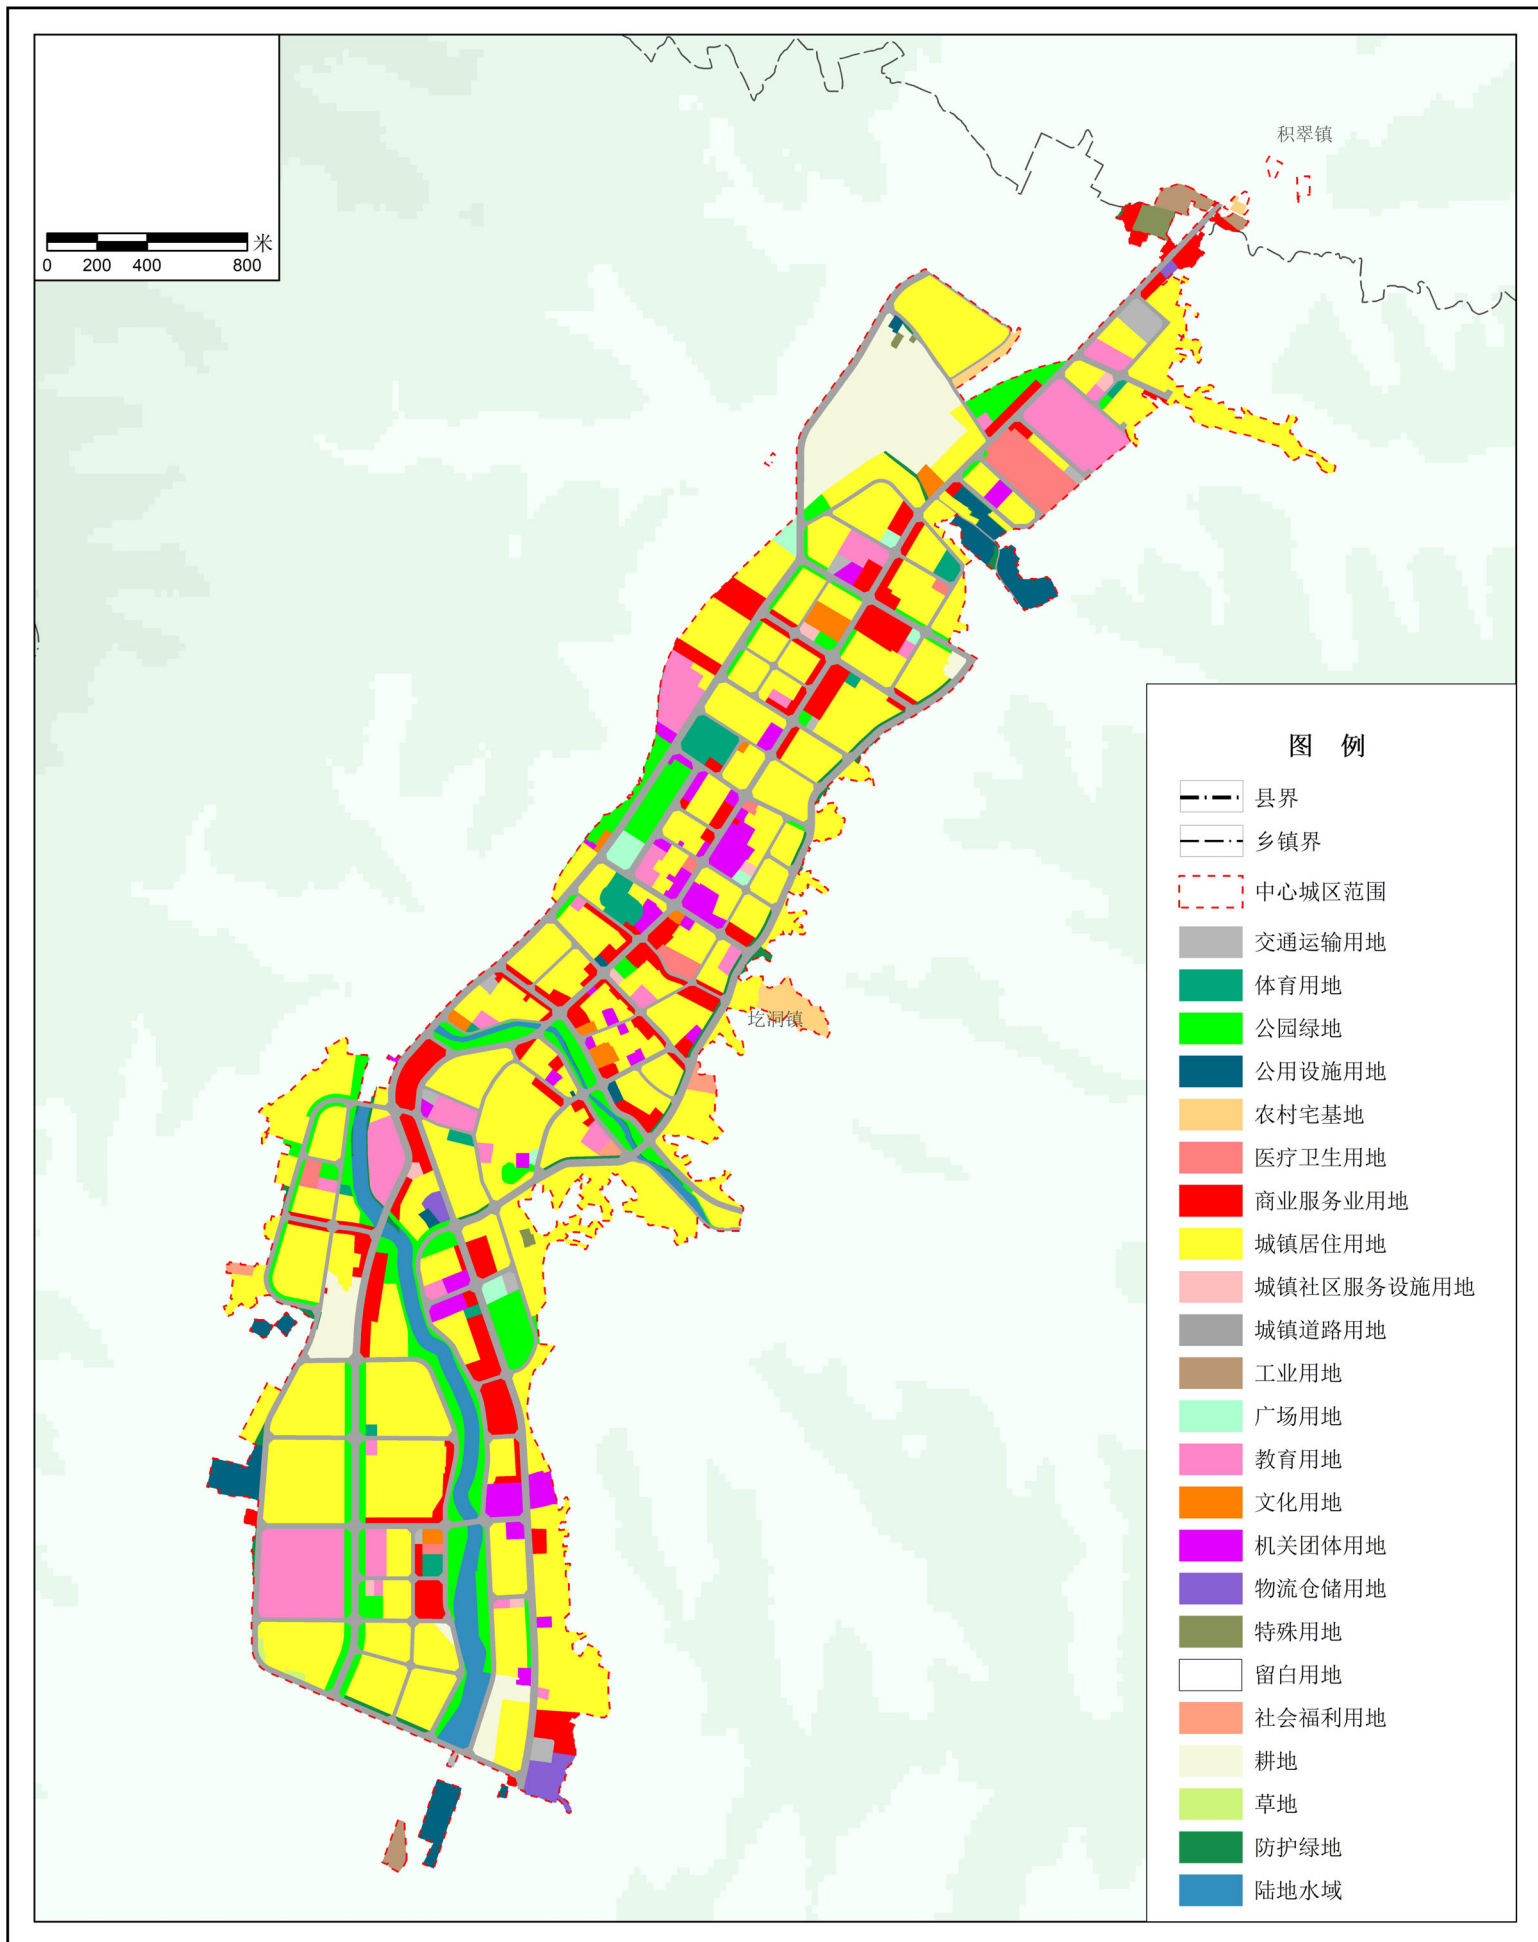 积翠镇
米
0 200 400 800
圪洞镇
图 例
县界
乡镇界
中心城区范围
交通运输用地
体育用地
公园绿地
公用设施用地
农村宅基地
医疗卫生用地
商业服务业用地
城镇居住用地
城镇社区服务设施用地
城镇道路用地
工业用地
广场用地
教育用地
文化用地
机关团体用地
物流仓储用地
特殊用地
留白用地
社会福利用地
耕地
草地
防护绿地
陆地水域